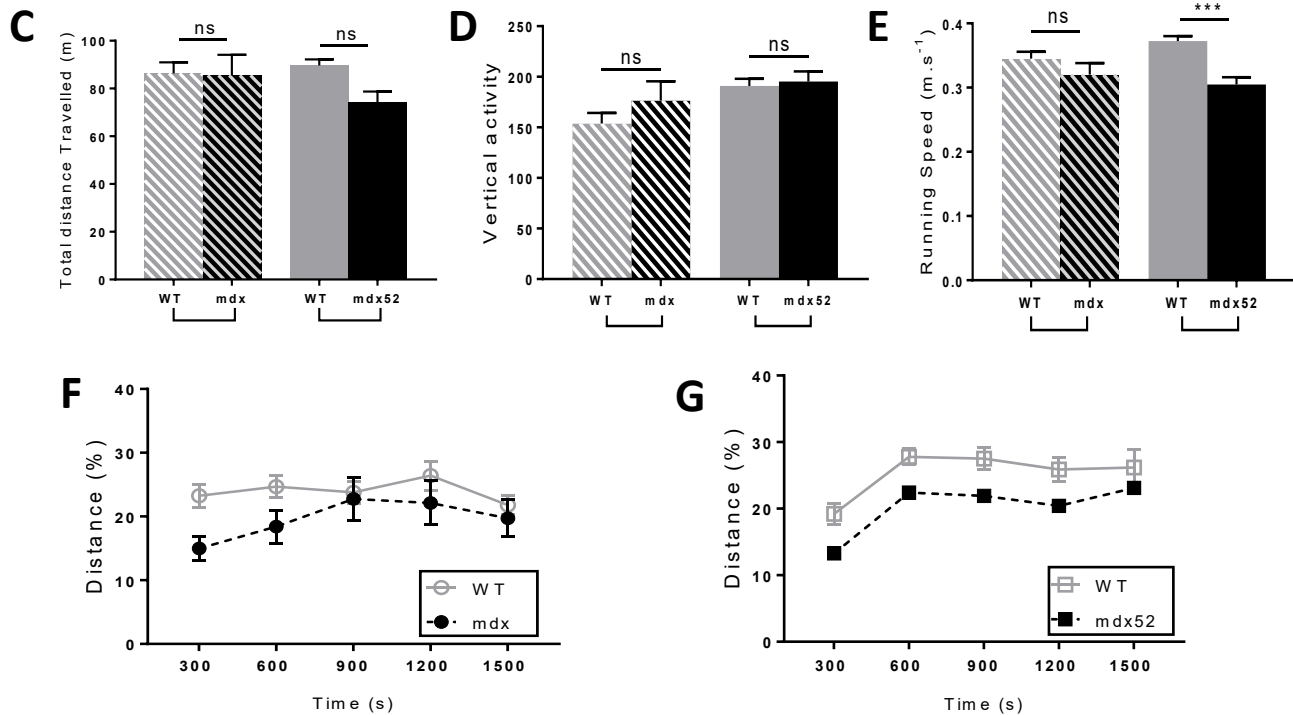 C
ns
ns
Total distance Travelled (m)
100
80
60
80
20
0
WT
mdx
WT
mdx52
D
ns
ns
Vertical activity
250
200
150
100
50
0
WT
mdx
WT
mdx52
E
ns
***
Running Speed (m.s-1)
0.4
0.3
0.2
0.1
0.0
WT
mdx
WT
mdx52
F
Distance (%)
40
30
20
10
0
300
600
900
1200
1500
Time (s)
WT
mdx
G
Distance (%)
40
30
20
10
0
300
600
900
1200
1500
Time (s)
WT
mdx52